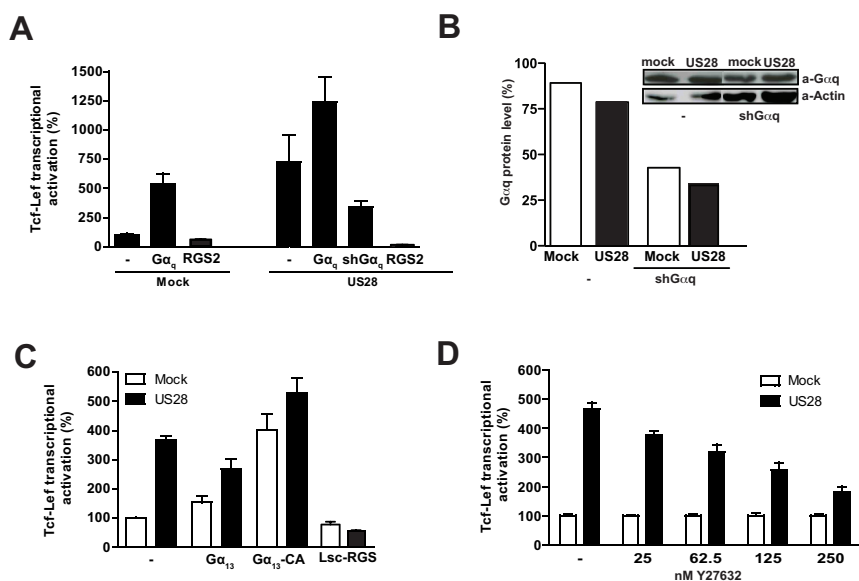 A
Tcf-Lef transcriptional
activation (%)
1500
1250
1000
750
500
250
0
- Gαq RGS2
Mock
- Gαq shGαq RGS2
US28
B
Gαq protein level (%)
100
75
50
25
0
mock US28 mock US28
a-Gαq
a-Actin
- shGαq
Mock US28 Mock US28
- shGαq
C
Tcf-Lef transcriptional
activation (%)
600
500
400
300
200
100
0
Mock
US28
- Gα13 Gα13-CA Lsc-RGS
D
Tcf-Lef transcriptional
activation (%)
600
500
400
300
200
100
0
Mock
US28
- 25 62.5 125 250
nM Y27632